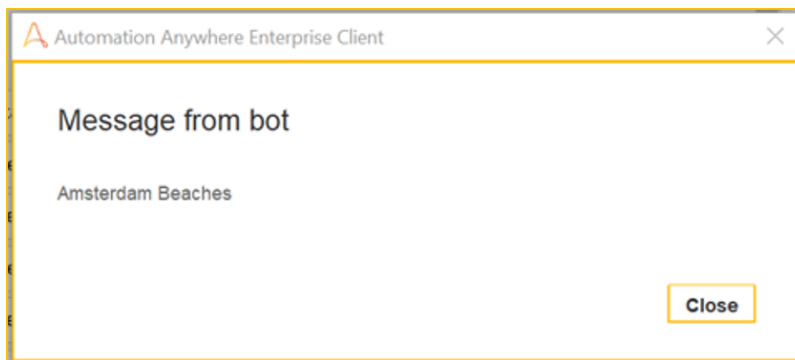 Automation Anywhere Enterprise Client
Message from bot
Amsterdam Beaches
Close